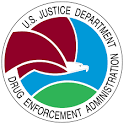 U.S. JUSTICE DEPARTMENT
DRUG ENFORCEMENT ADMINISTRATION